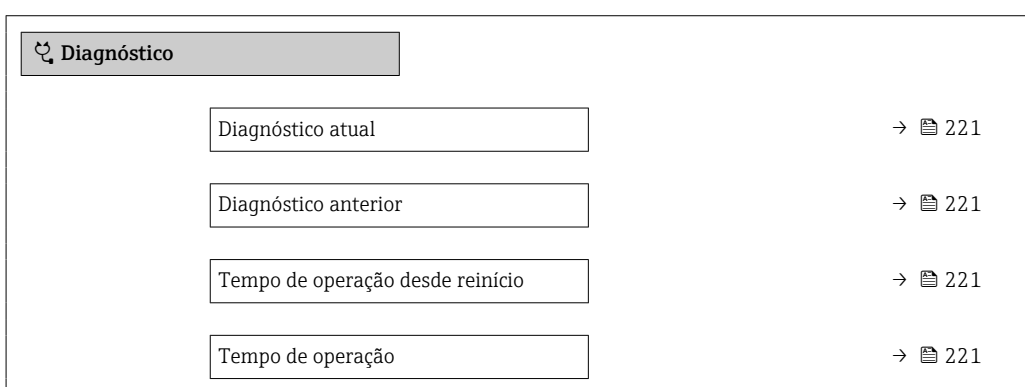 Diagnóstico
Diagnóstico atual → 221
Diagnóstico anterior → 221
Tempo de operação desde reinício → 221
Tempo de operação → 221